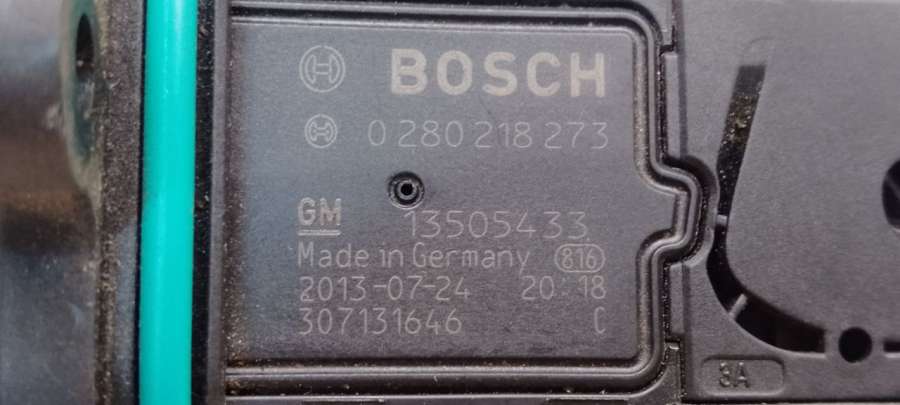 BOSCH
0 280 218 273
GM 13505433
Made in Germany 816
2013-07-24 20:18
307131646 C
3A